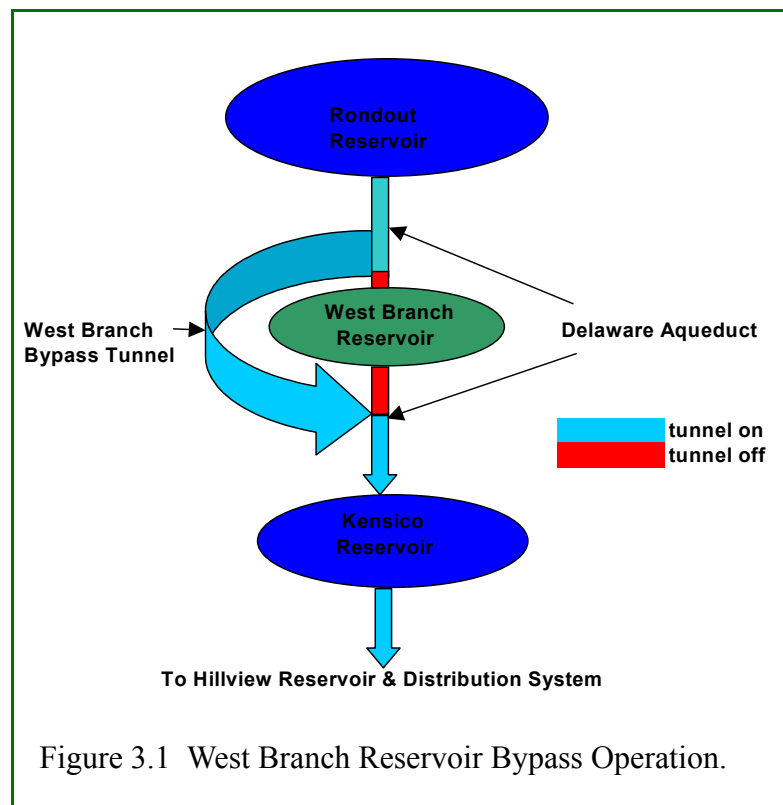 Rondout
Reservoir
West Branch
Reservoir
West Branch
Bypass Tunnel
Delaware Aqueduct
tunnel on
tunnel off
Kensico
Reservoir
To Hillview Reservoir & Distribution System
Figure 3.1 West Branch Reservoir Bypass Operation.